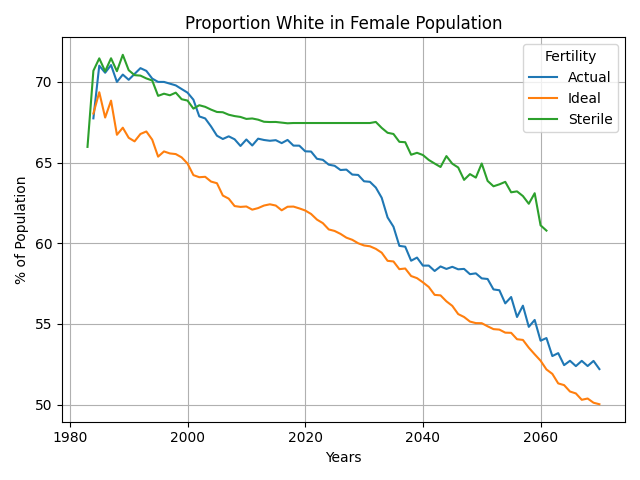 Proportion White in Female Population
% of Population
70
65
60
55
50
1980
2000
2020
2040
2060
Years
Fertility
Actual
Ideal
Sterile